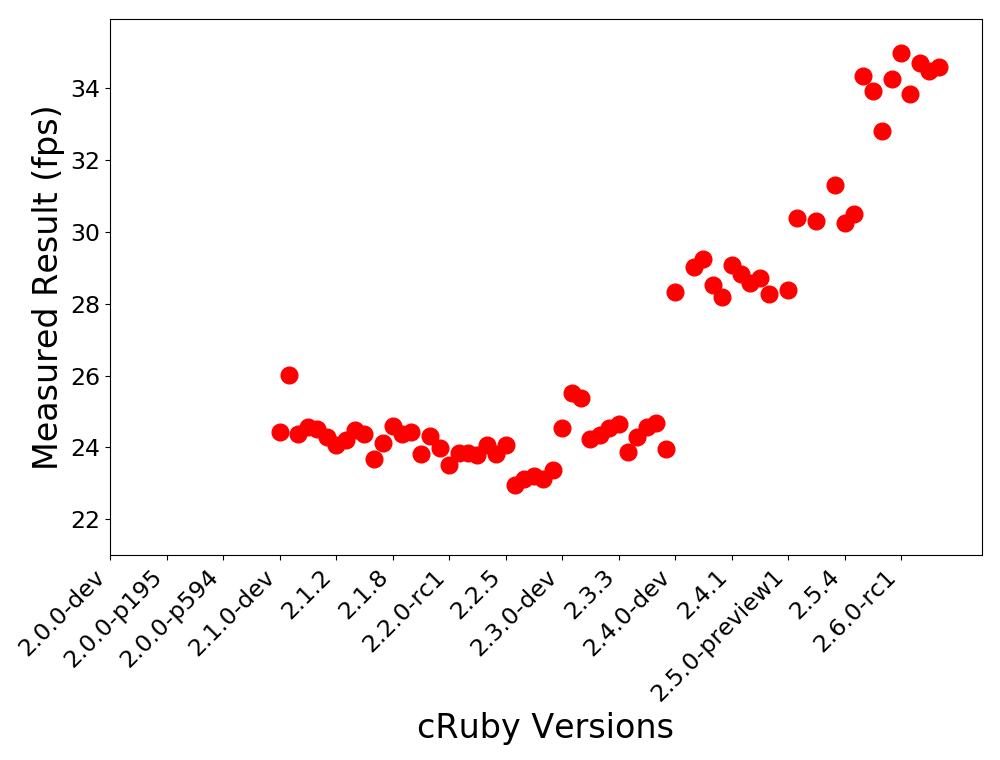 Measured Result (fps)
34
32
30
28
26
24
22
2.0.0-dev
2.0.0-p195
2.0.0-p594
2.1.0-dev
2.1.2
2.1.8
2.2.0-rc1
2.2.5
2.3.0-dev
2.3.3
2.4.0-dev
2.4.1
2.5.0-preview1
2.5.4
2.6.0-rc1
cRuby Versions